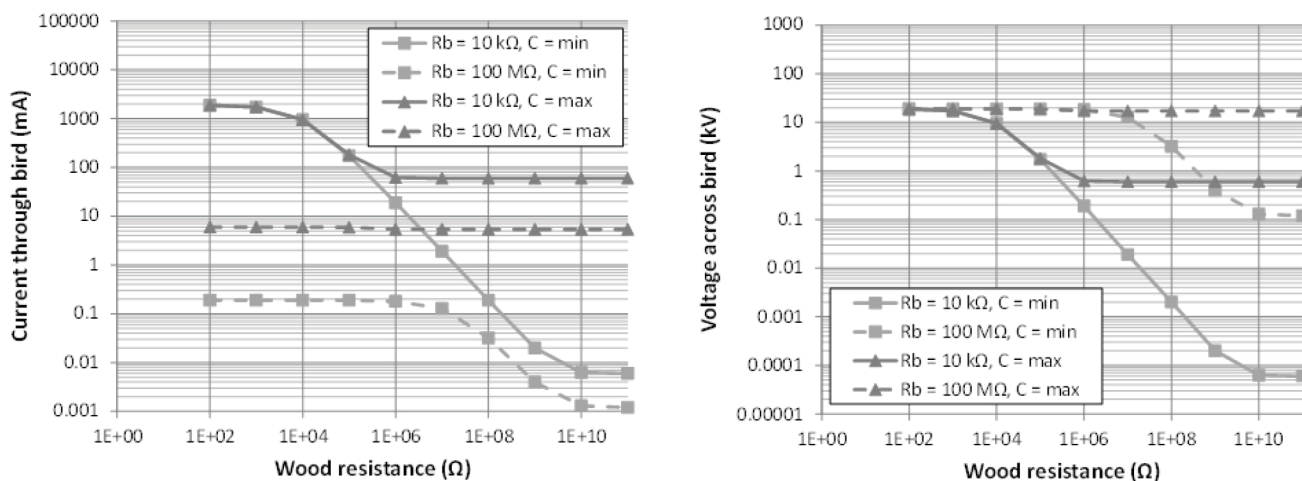 Current through bird (mA)
100000
10000
1000
100
10
1
0.1
0.01
0.001
Rb = 10 kΩ, C = min
Rb = 100 MΩ, C = min
Rb = 10 kΩ, C = max
Rb = 100 MΩ, C = max
1E+00 1E+02 1E+04 1E+06 1E+08 1E+10
Wood resistance (Ω)
Voltage across bird (kV)
1000
100
10
1
0.1
0.01
0.001
0.0001
0.00001
Rb = 10 kΩ, C = min
Rb = 100 MΩ, C = min
Rb = 10 kΩ, C = max
Rb = 100 MΩ, C = max
1E+00 1E+02 1E+04 1E+06 1E+08 1E+10
Wood resistance (Ω)